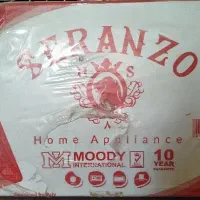 SERANZO
H S
A
Home Appliance
MOODY
INTERNATIONAL
10
YEAR